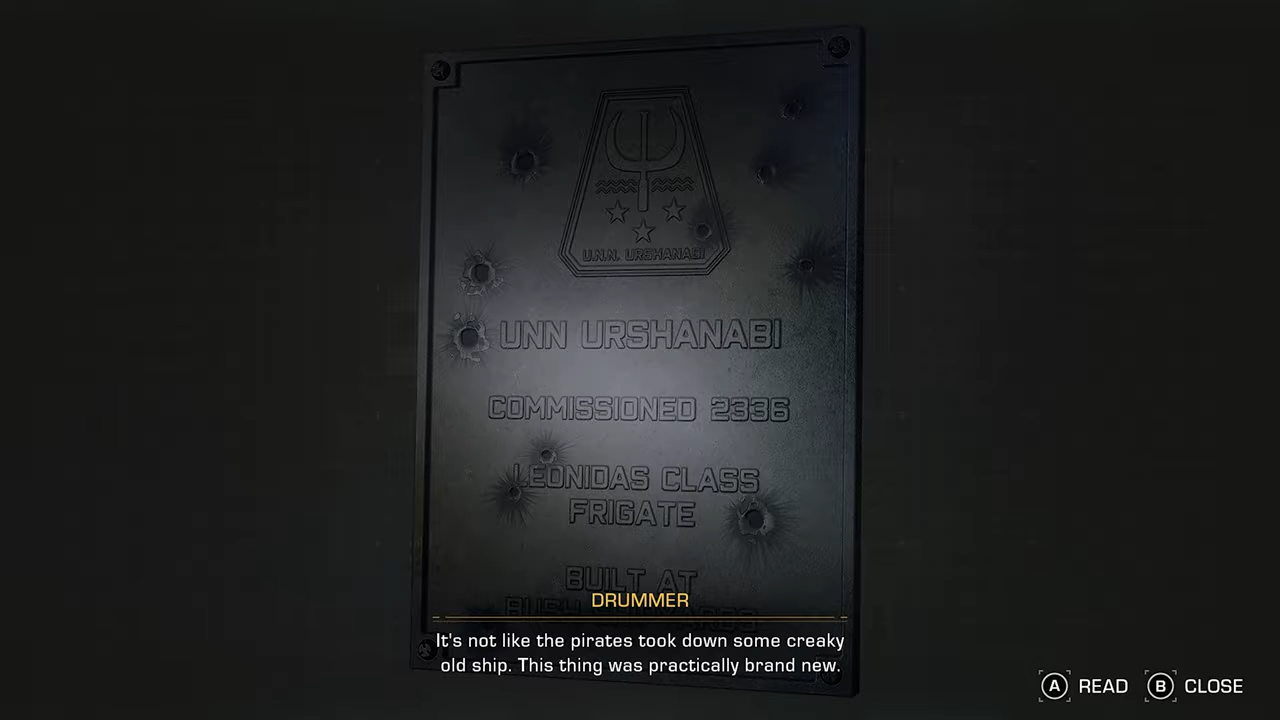 U.N.N. URSHANABI
UNN URSHANABI
COMMISSIONED 2336
LEONIDAS CLASS
FRIGATE
BUILT AT
DRUMMER
It's not like the pirates took down some creaky
old ship. This thing was practically brand new.
A READ B CLOSE